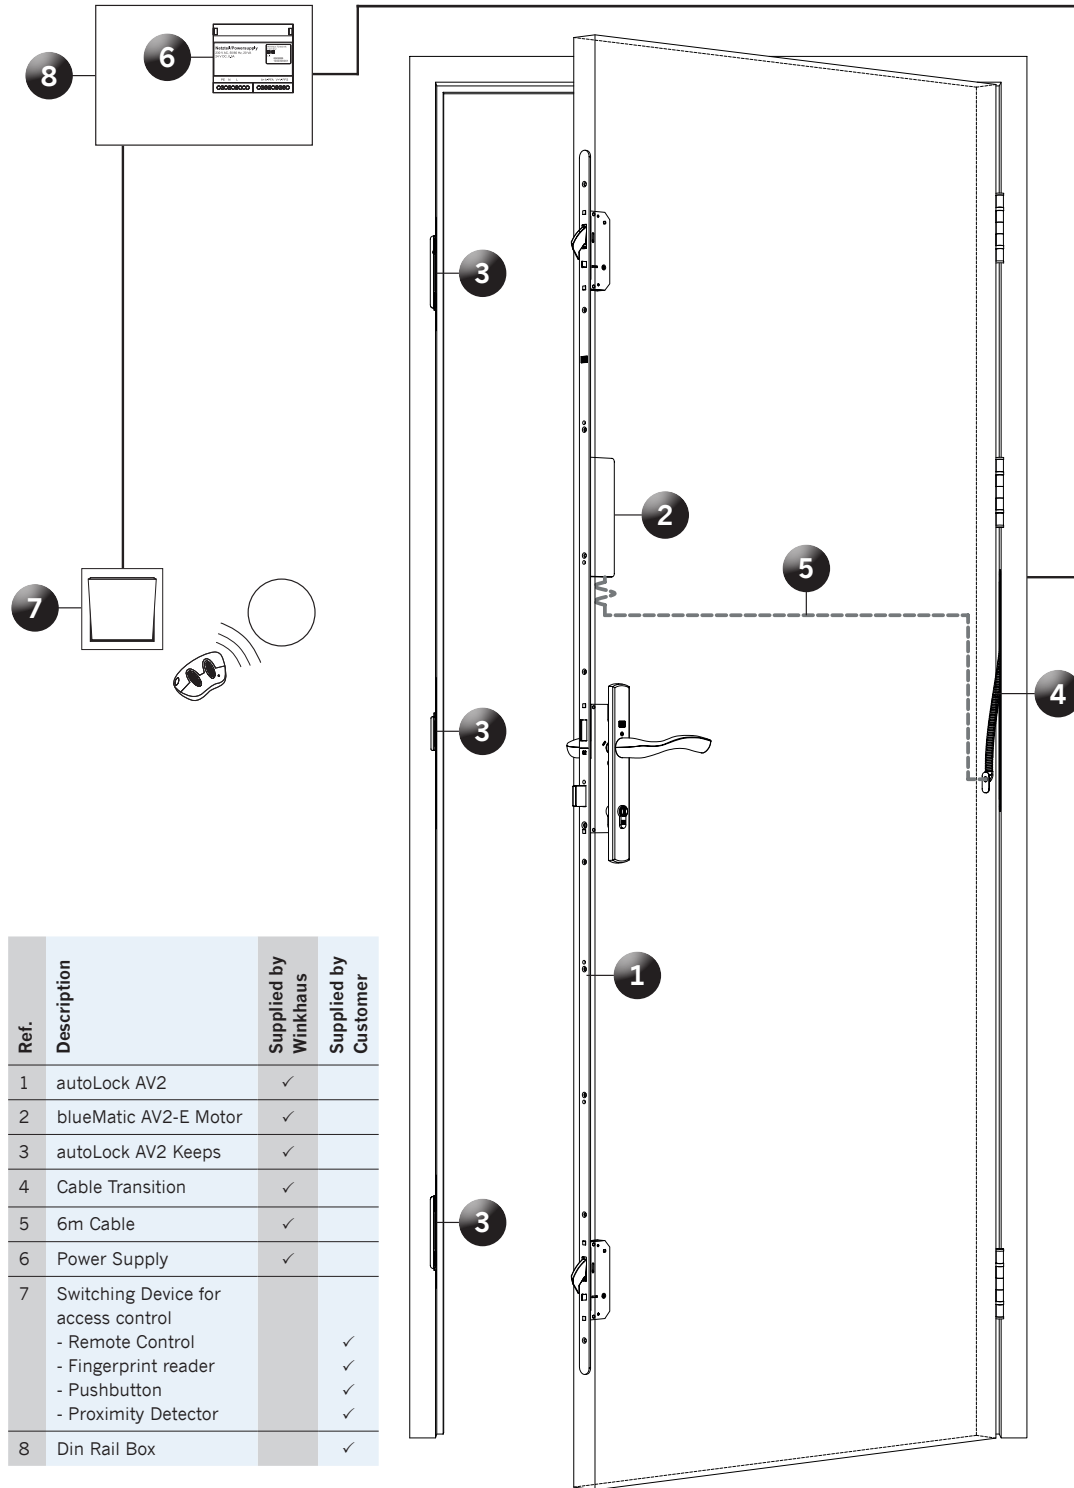 6
Netzteil/Powersupply
8
3
2
5
7
4
3
1
3
Ref.
Description
Supplied by
Winkhaus
Supplied by
Customer
1 autoLock AV2 ✓
2 blueMatic AV2-E Motor ✓
3 autoLock AV2 Keeps ✓
4 Cable Transition ✓
5 6m Cable ✓
6 Power Supply ✓
7 Switching Device for
access control
- Remote Control ✓
- Fingerprint reader ✓
- Pushbutton ✓
- Proximity Detector ✓
8 Din Rail Box ✓